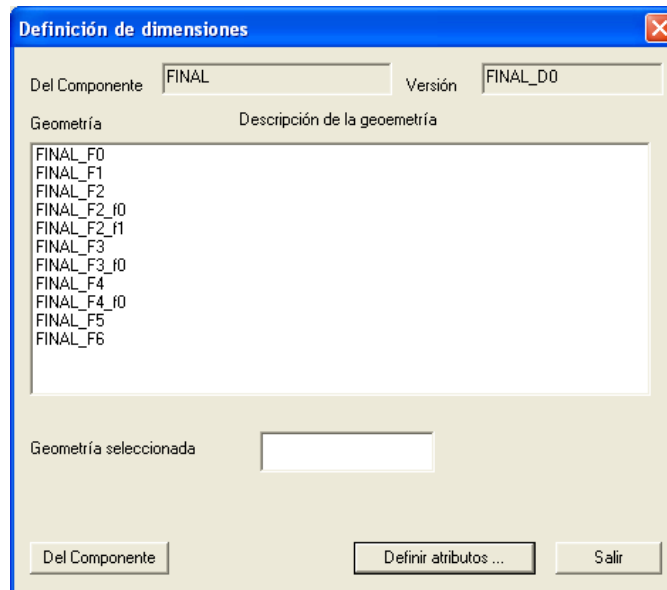 Definición de dimensiones
Del Componente FINAL Versión FINAL_D0
Geometría Descripción de la geoemetría
FINAL_F0
FINAL_F1
FINAL_F2
FINAL_F2_f0
FINAL_F2_f1
FINAL_F3
FINAL_F3_f0
FINAL_F4
FINAL_F4_f0
FINAL_F5
FINAL_F6
Geometría seleccionada
Del Componente Definir atributos ... Salir